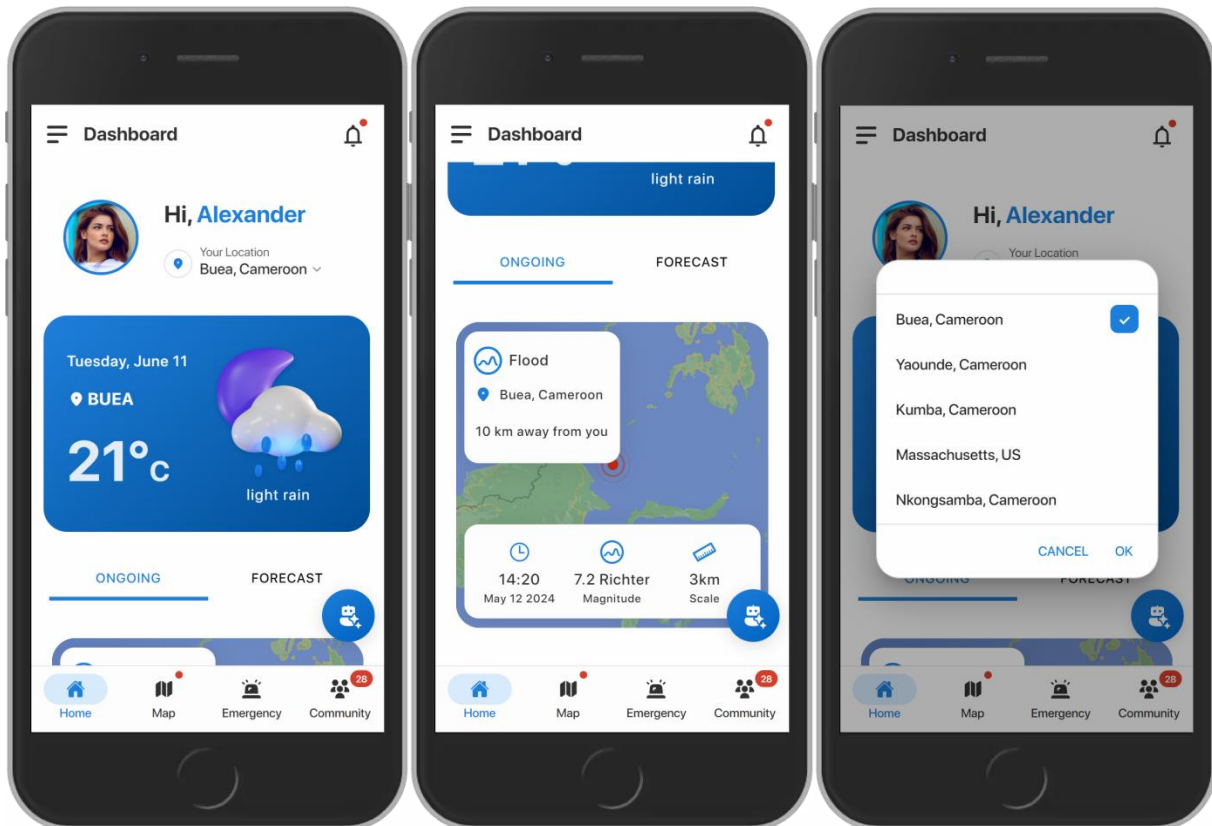 Dashboard
Hi, Alexander
Your Location
Buea, Cameroon
Tuesday, June 11
BUEA
21°c
light rain
ONGOING FORECAST
Home Map Emergency Community
28
Dashboard
light rain
ONGOING FORECAST
Flood
Buea, Cameroon
10 km away from you
14:20 7.2 Richter 3km
May 12 2024 Magnitude Scale
Home Map Emergency Community
28
Dashboard
Hi, Alexander
Your Location
Buea, Cameroon
Yaounde, Cameroon
Kumba, Cameroon
Massachusetts, US
Nkongsamba, Cameroon
CANCEL OK
ONGOING FORECAST
Home Map Emergency Community
28